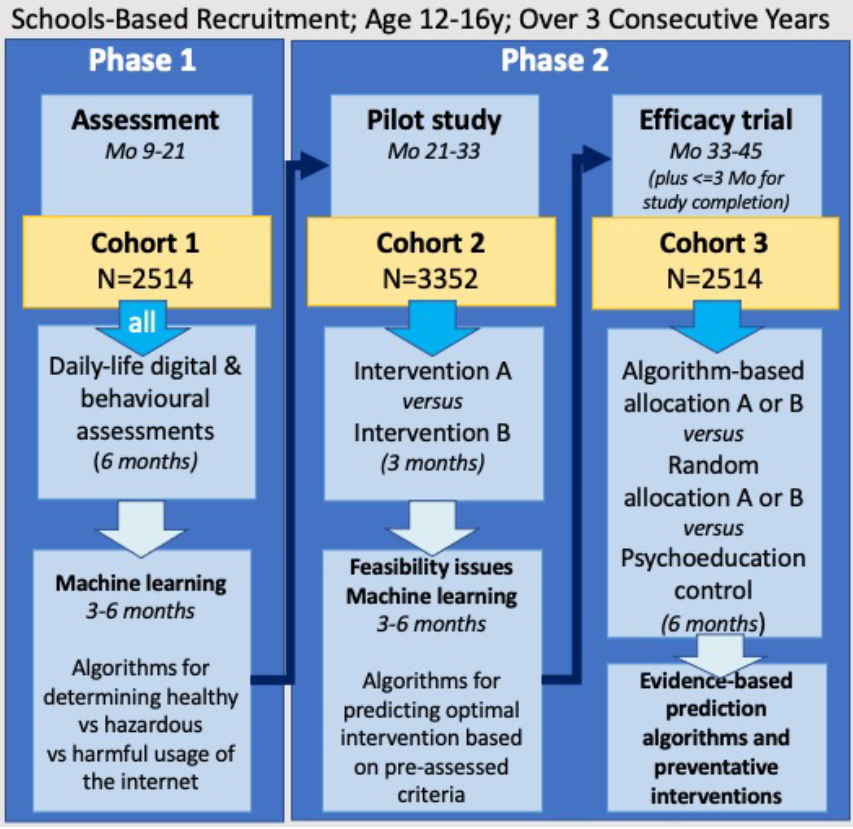 Schools-Based Recruitment; Age 12-16y; Over 3 Consecutive Years
Phase 1
Assessment
Mo 9-21
Cohort 1
N=2514
all
Daily-life digital &
behavioural
assessments
(6 months)
Machine learning
3-6 months
Algorithms for
determining healthy
vs hazardous
vs harmful usage of
the internet
Phase 2
Pilot study
Mo 21-33
Cohort 2
N=3352
Intervention A
versus
Intervention B
(3 months)
Feasibility issues
Machine learning
3-6 months
Algorithms for
predicting optimal
intervention based
on pre-assessed
criteria
Efficacy trial
Mo 33-45
(plus <=3 Mo for
study completion)
Cohort 3
N=2514
Algorithm-based
allocation A or B
versus
Random
allocation A or B
versus
Psychoeducation
control
(6 months)
Evidence-based
prediction
algorithms and
preventative
interventions